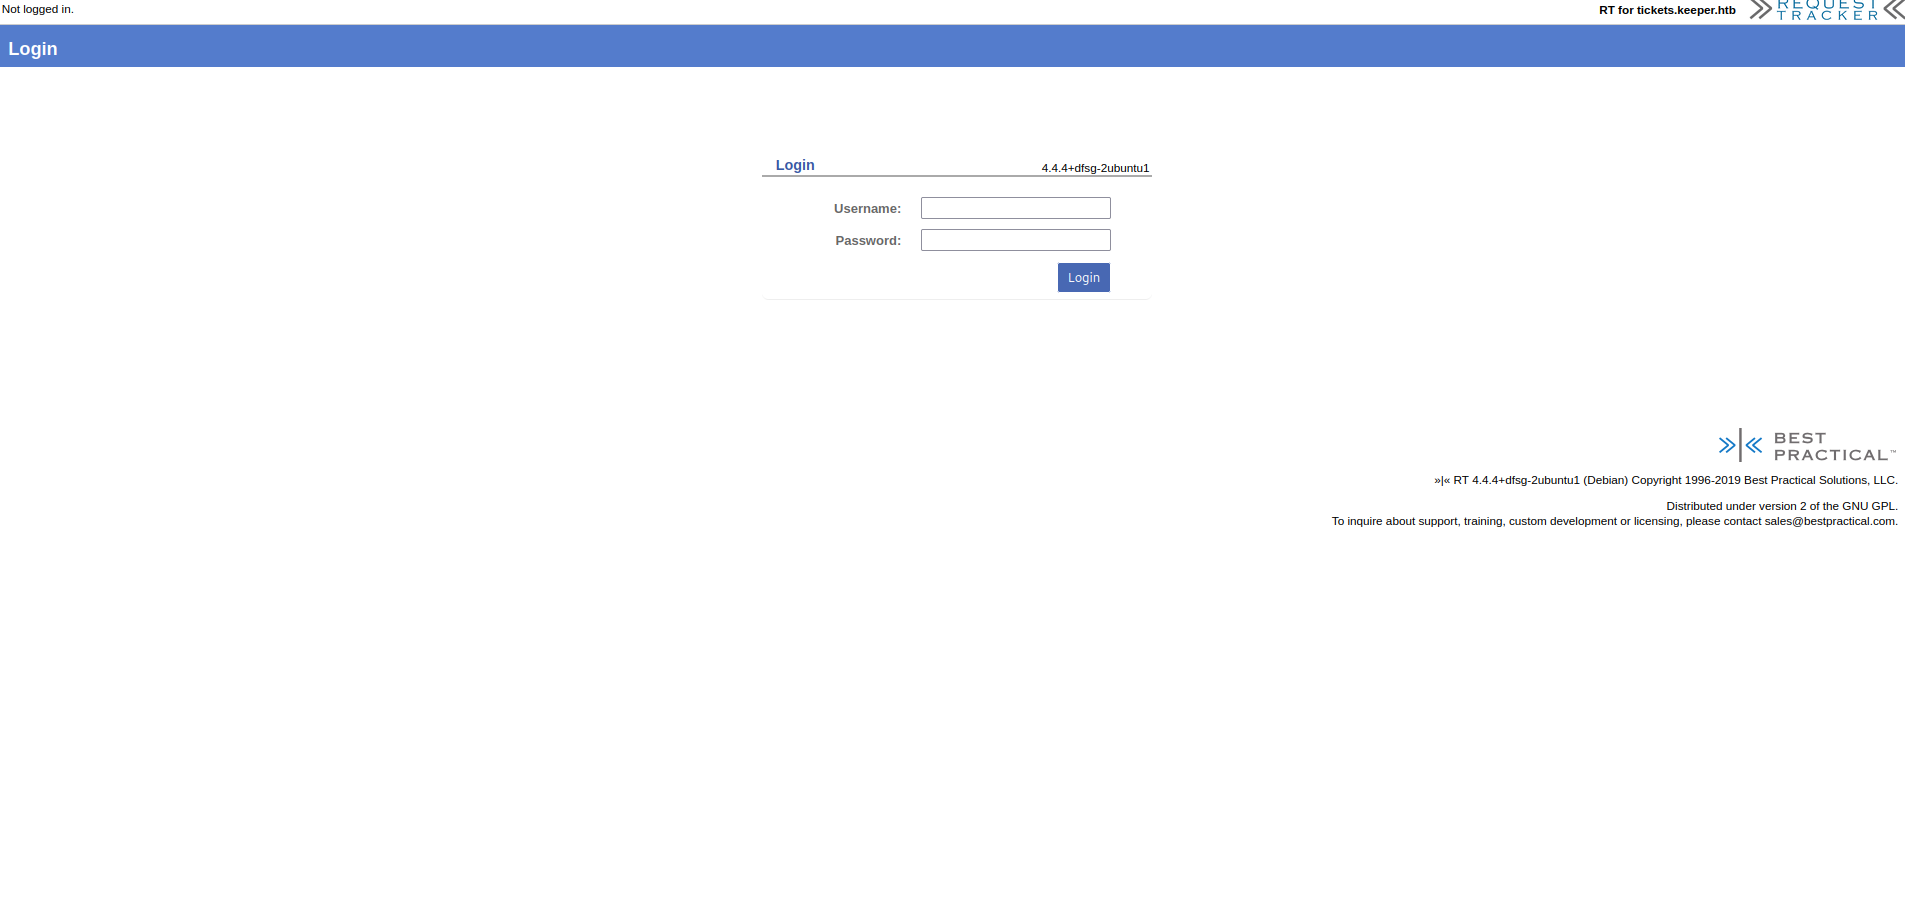 Not logged in.
RT for tickets.keeper.htb
REQUEST
TRACKER
Login
Login
4.4.4+dfsg-2ubuntu1
Username:
Password:
Login
BEST
PRACTICAL™
»|« RT 4.4.4+dfsg-2ubuntu1 (Debian) Copyright 1996-2019 Best Practical Solutions, LLC.
Distributed under version 2 of the GNU GPL.
To inquire about support, training, custom development or licensing, please contact sales@bestpractical.com.